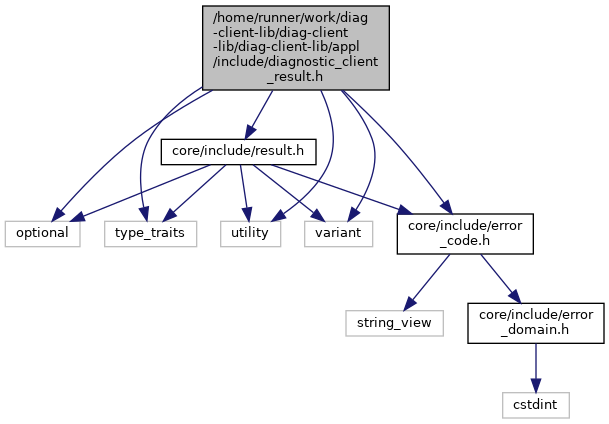 /home/runner/work/diag
-client-lib/diag-client
-lib/diag-client-lib/appl
/include/diagnostic_client
_result.h
core/include/result.h
optional
type_traits
utility
variant
core/include/error
_code.h
string_view
core/include/error
_domain.h
cstdint